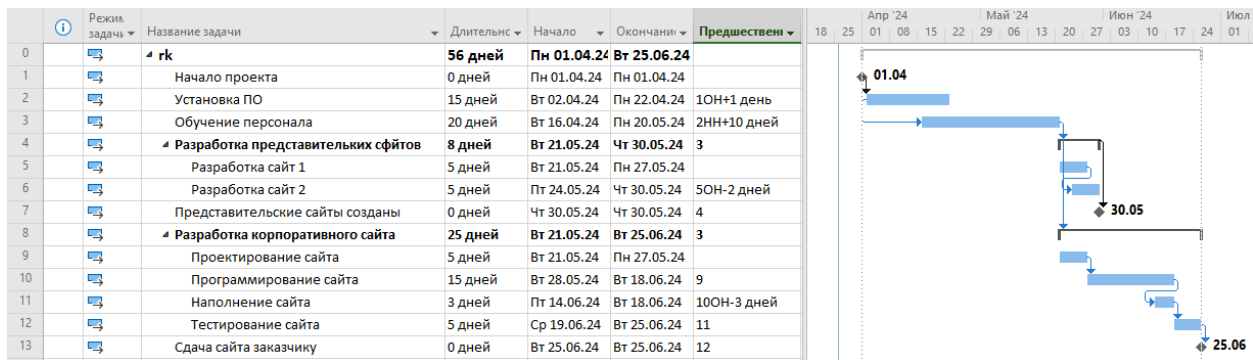 Режим задачи Название задачи Длительнс Начало Окончани Предшественн
Апр '24 Май '24 Июн '24 Июл
18 25 01 08 15 22 29 06 13 20 27 03 10 17 24 01
0 rk 56 дней Пн 01.04.24 Вт 25.06.24
1 Начало проекта 0 дней Пн 01.04.24 Пн 01.04.24 01.04
2 Установка ПО 15 дней Вт 02.04.24 Пн 22.04.24 1ОН+1 день
3 Обучение персонала 20 дней Вт 16.04.24 Пн 20.05.24 2НН+10 дней
4 Разработка представительких сфйтов 8 дней Вт 21.05.24 Чт 30.05.24 3
5 Разработка сайт 1 5 дней Вт 21.05.24 Пн 27.05.24
6 Разработка сайт 2 5 дней Пт 24.05.24 Чт 30.05.24 5ОН-2 дней
7 Представительские сайты созданы 0 дней Чт 30.05.24 Чт 30.05.24 4 30.05
8 Разработка корпоративного сайта 25 дней Вт 21.05.24 Вт 25.06.24 3
9 Проектирование сайта 5 дней Вт 21.05.24 Пн 27.05.24
10 Программирование сайта 15 дней Вт 28.05.24 Вт 18.06.24 9
11 Наполнение сайта 3 дней Пт 14.06.24 Вт 18.06.24 10ОН-3 дней
12 Тестирование сайта 5 дней Ср 19.06.24 Вт 25.06.24 11
13 Сдача сайта заказчику 0 дней Вт 25.06.24 Вт 25.06.24 12 25.06